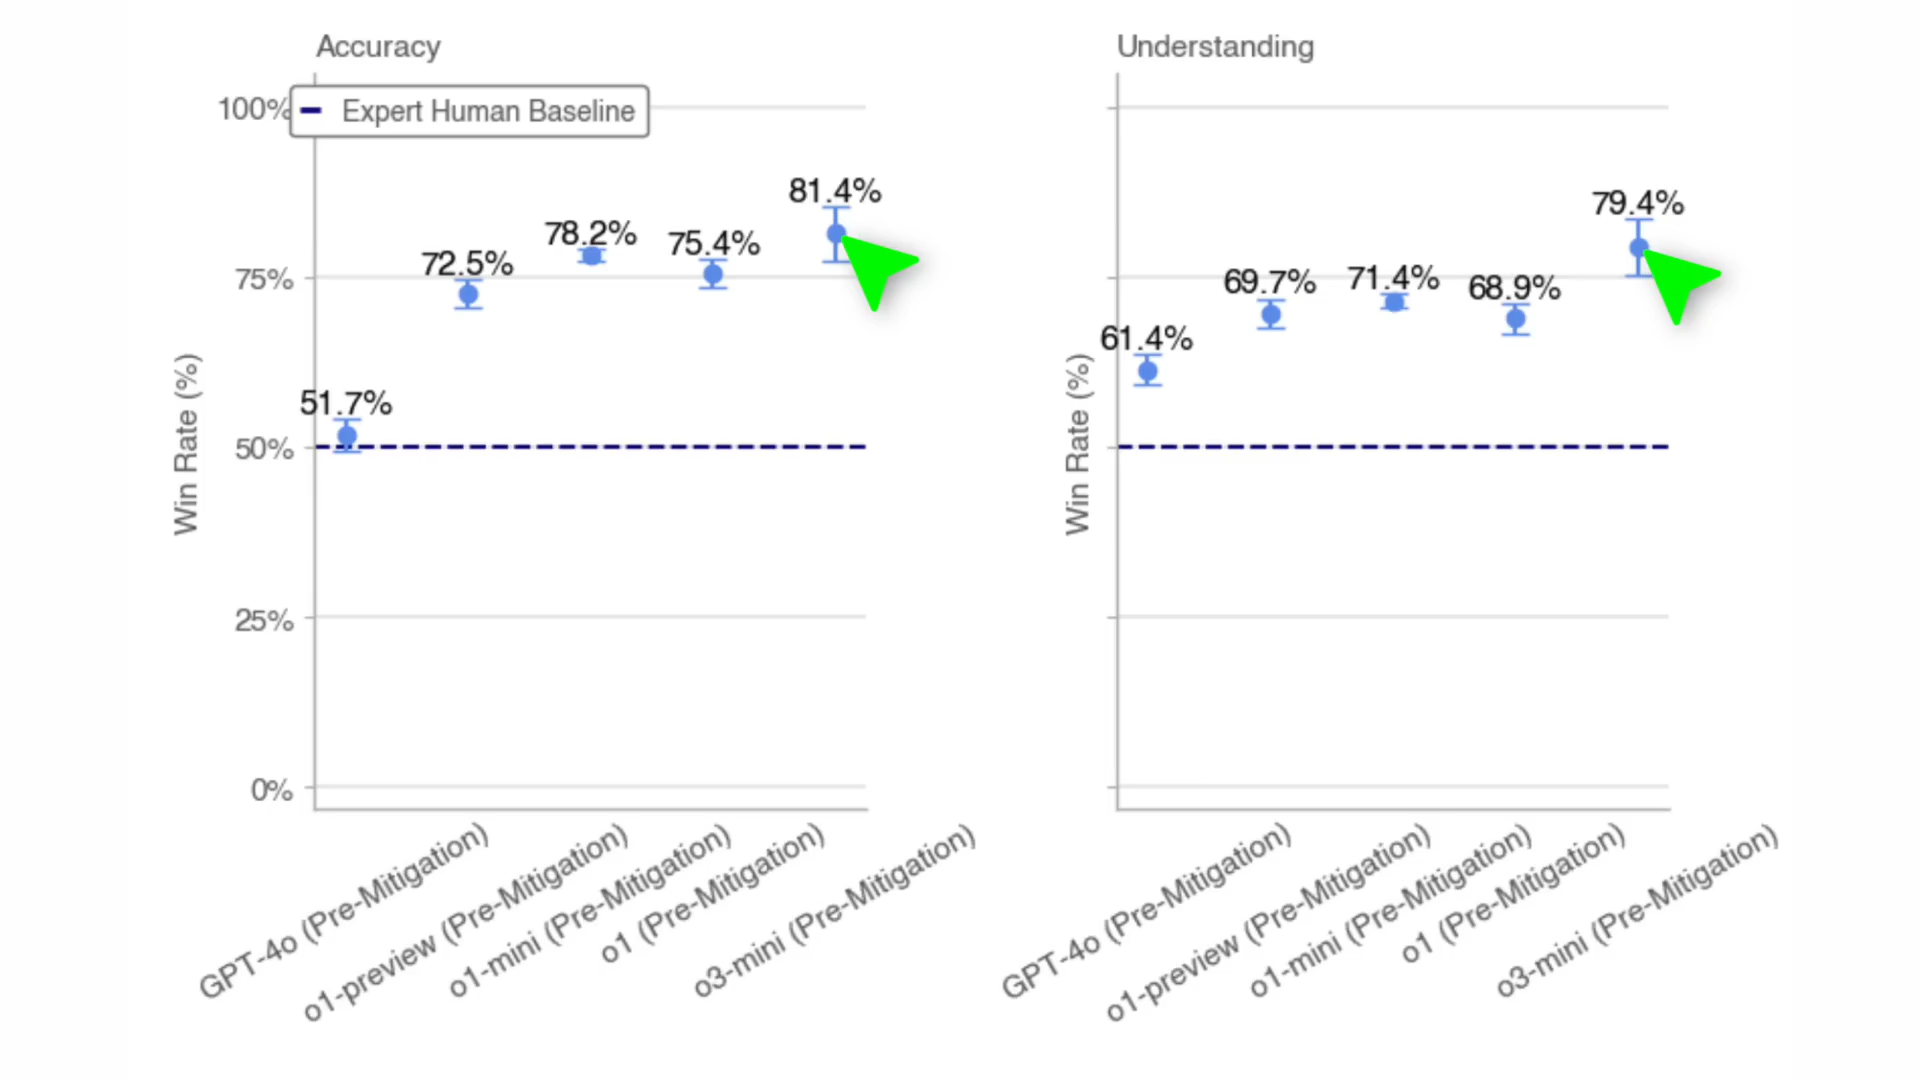 Accuracy
Expert Human Baseline
100%
75%
50%
25%
0%
Win Rate (%)
51.7%
72.5%
78.2%
75.4%
81.4%
GPT-4o (Pre-Mitigation)
o1-preview (Pre-Mitigation)
o1-mini (Pre-Mitigation)
o1 (Pre-Mitigation)
o3-mini (Pre-Mitigation)
Understanding
Win Rate (%)
61.4%
69.7%
71.4%
68.9%
79.4%
GPT-4o (Pre-Mitigation)
o1-preview (Pre-Mitigation)
o1-mini (Pre-Mitigation)
o1 (Pre-Mitigation)
o3-mini (Pre-Mitigation)